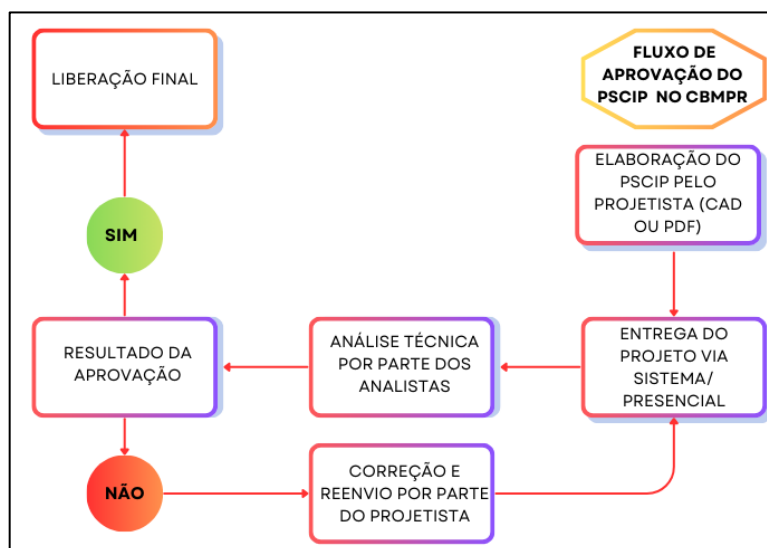 FLUXO DE
APROVAÇÃO DO
PSCIP NO CBMPR
ELABORAÇÃO DO
PSCIP PELO
PROJETISTA (CAD
OU PDF)
ENTREGA DO
PROJETO VIA
SISTEMA/
PRESENCIAL
ANÁLISE TÉCNICA
POR PARTE DOS
ANALISTAS
RESULTADO DA
APROVAÇÃO
SIM
LIBERAÇÃO FINAL
NÃO
CORREÇÃO E
REENVIO POR PARTE
DO PROJETISTA